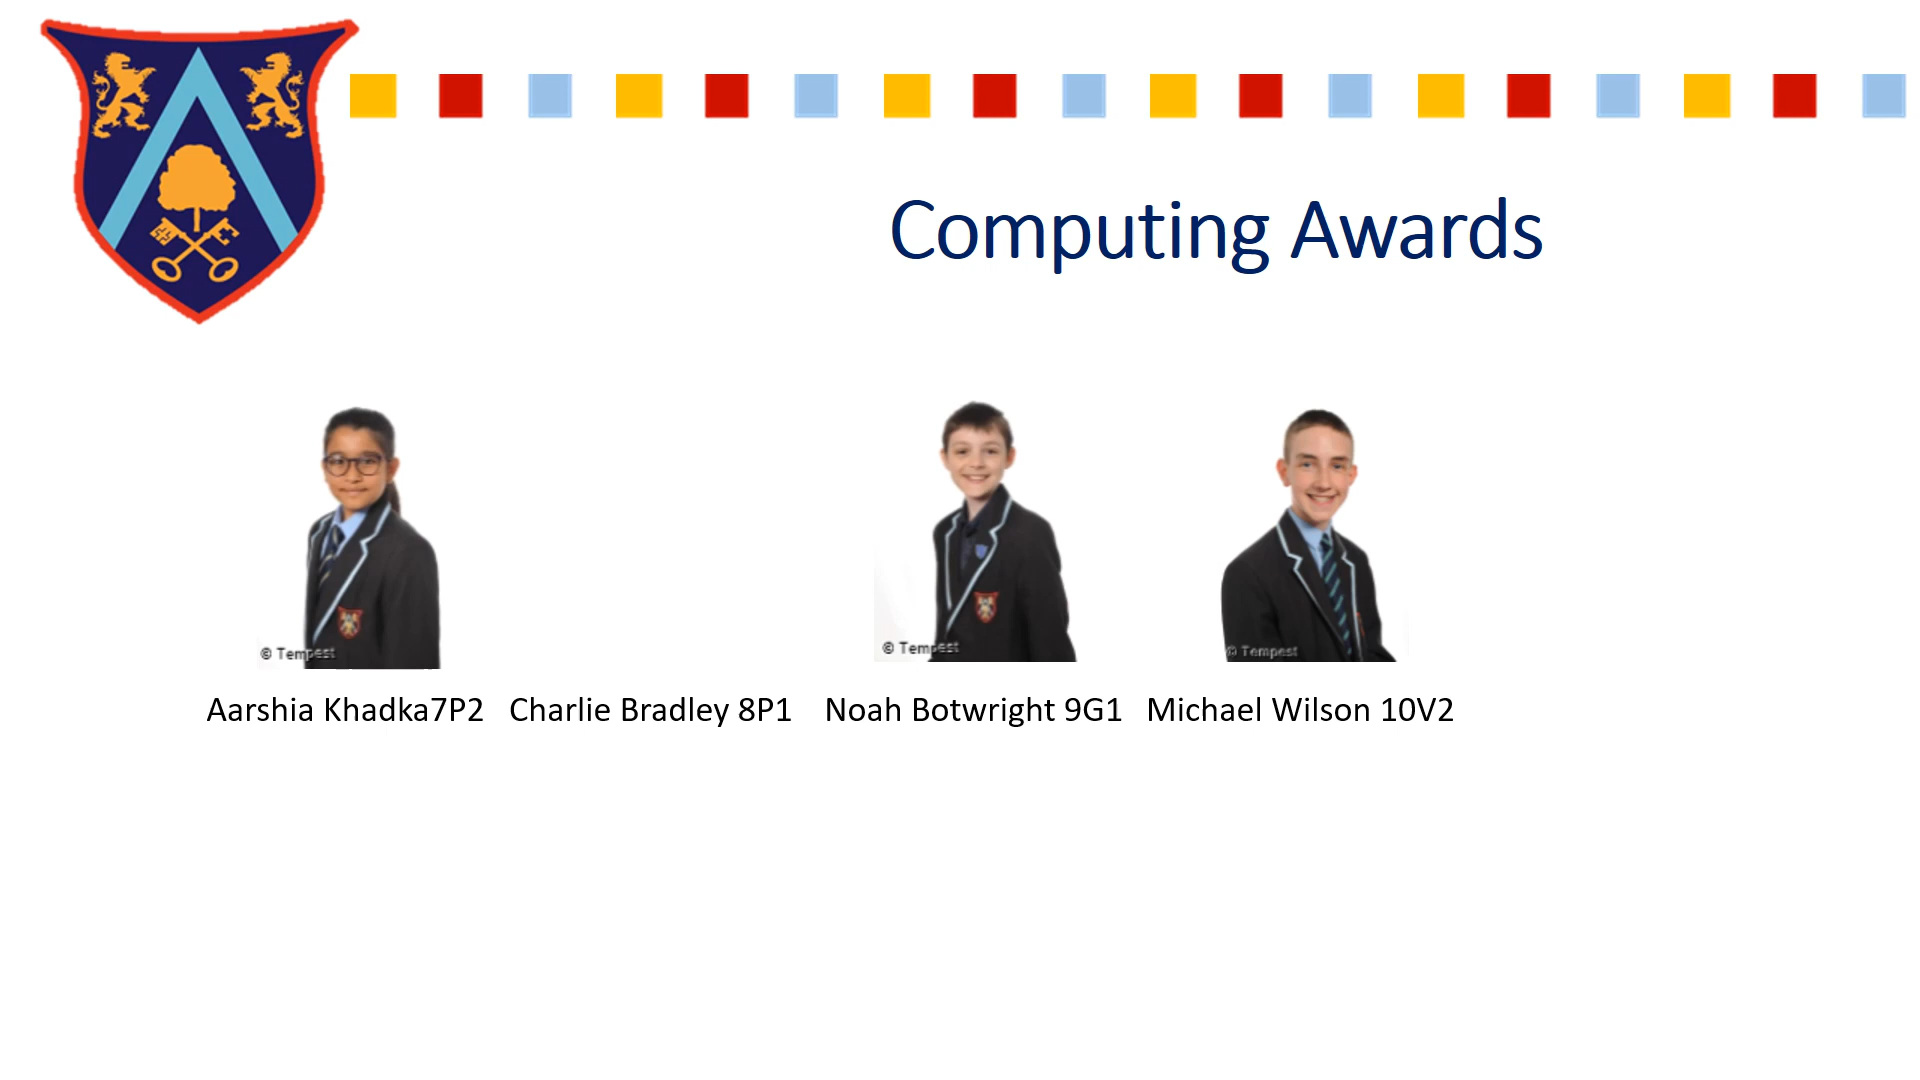 Computing Awards
© Tempest
© Tempest
© Tempest
Aarshia Khadka7P2 Charlie Bradley 8P1 Noah Botwright 9G1 Michael Wilson 10V2